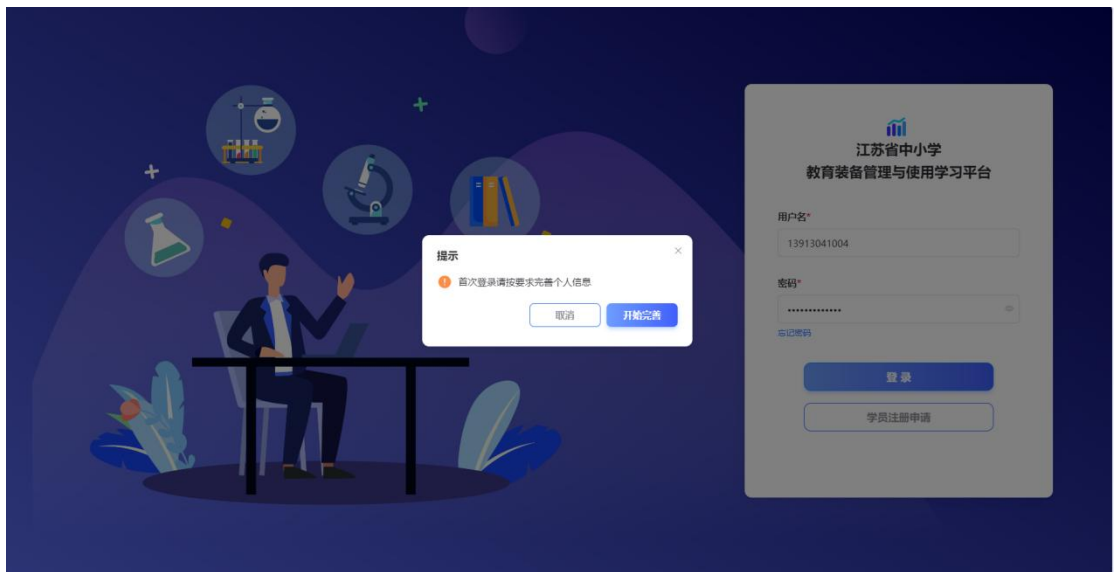 江苏省中小学
教育装备管理与使用学习平台
用户名*
13913041004
提示
首次登录请按要求完善个人信息
取消
开始完善
密码*
•••••••••••••
忘记密码
登录
学员注册申请